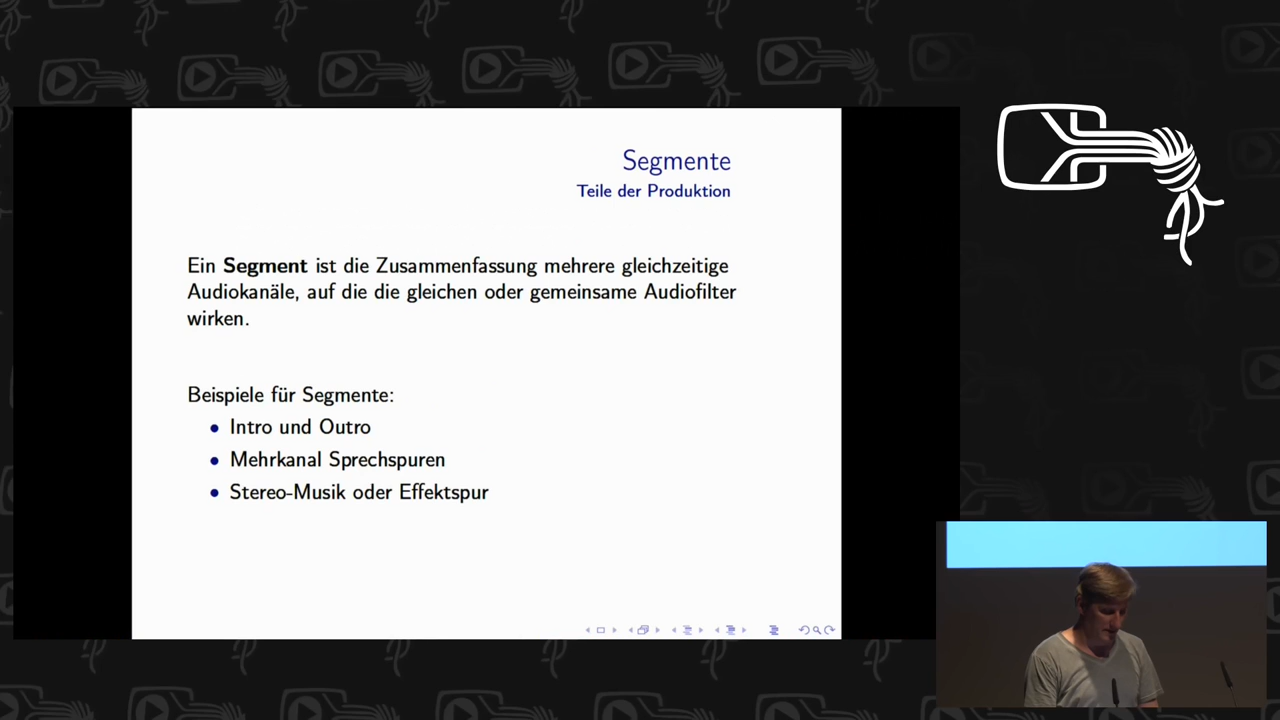 Segmente
Teile der Produktion
Ein Segment ist die Zusammenfassung mehrere gleichzeitige
Audiokanäle, auf die die gleichen oder gemeinsame Audiofilter
wirken.
Beispiele für Segmente:
• Intro und Outro
• Mehrkanal Sprechspuren
• Stereo-Musik oder Effektspur